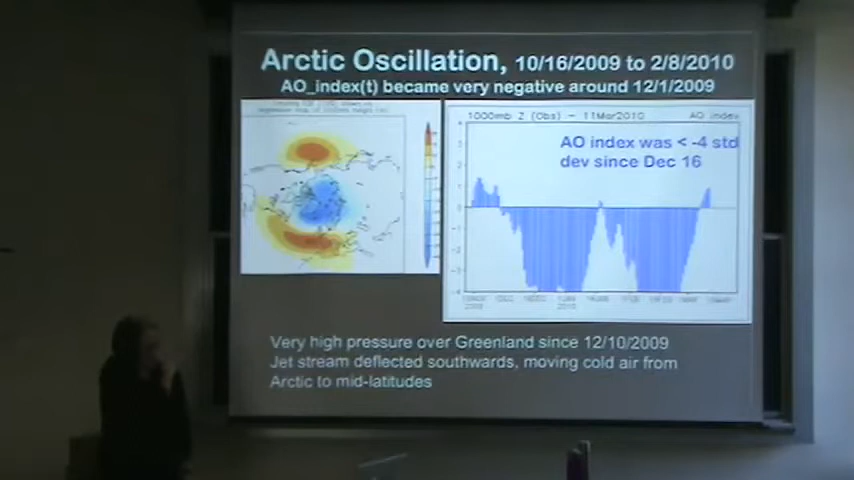 Arctic Oscillation, 10/16/2009 to 2/8/2010
AO_index(t) became very negative around 12/1/2009
1000mb Z (Obs) - 11Mar2010 AO index
AO index was < -4 std
dev since Dec 16
Very high pressure over Greenland since 12/10/2009
Jet stream deflected southwards, moving cold air from
Arctic to mid-latitudes